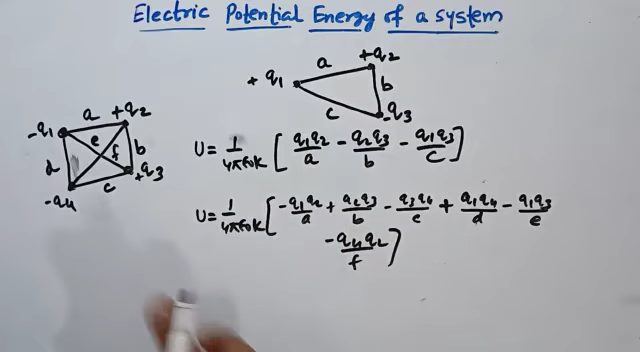 Electric Potential Energy of a system
a +q2
+ q1 b
c -q3
a +q2
-q1 e b
d f +q3
c
-q4
U = 1/4πε0K [ q1q2/a - q2q3/b - q1q3/c ]
U = 1/4πε0K [ -q1q2/a + q2q3/b - q3q4/c + q1q4/d - q1q3/e
- q4q2/f ]